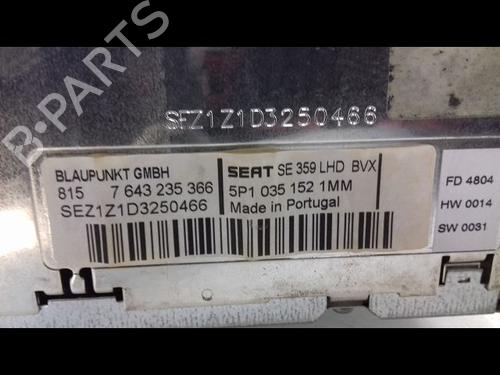 B-PARTS
SEZ1Z1D3250466
BLAUPUNKT GMBH
815 7 643 235 366
SEZ1Z1D3250466
SEAT SE 359 LHD BVX
5P1 035 152 1MM
Made in Portugal
FD 4804
HW 0014
SW 0031